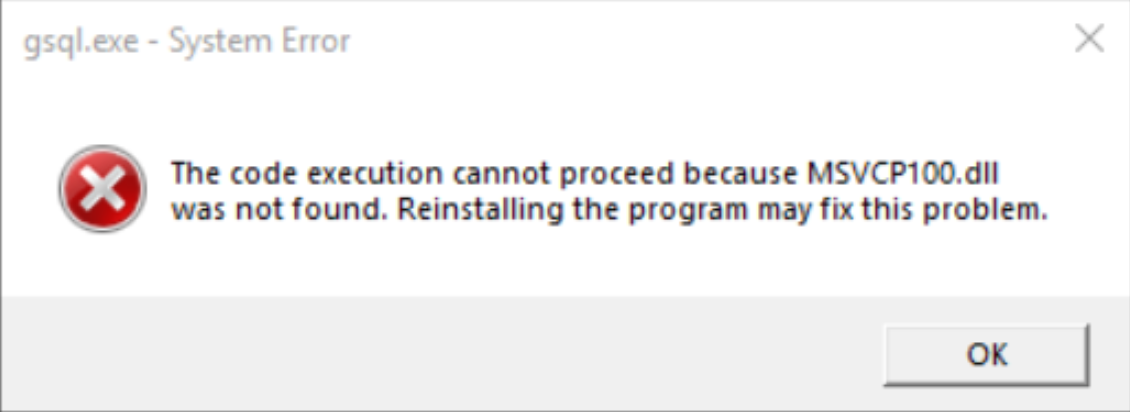 gsql.exe - System Error
The code execution cannot proceed because MSVCP100.dll
was not found. Reinstalling the program may fix this problem.
OK